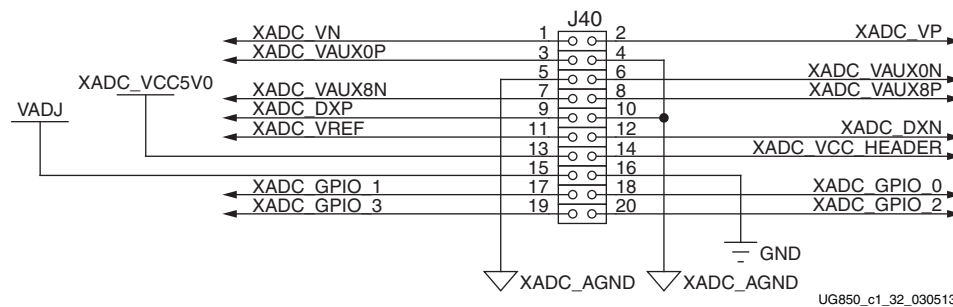 J40
XADC_VN 1 2 XADC_VP
XADC_VAUX0P 3 4
5 6 XADC_VAUX0N
XADC_VCC5V0
XADC_VAUX8N 7 8 XADC_VAUX8P
VADJ
XADC_DXP 9 10
XADC_VREF 11 12 XADC_DXN
13 14 XADC_VCC_HEADER
15 16
XADC_GPIO_1 17 18 XADC_GPIO_0
XADC_GPIO_3 19 20 XADC_GPIO_2
GND
XADC_AGND XADC_AGND
UG850_c1_32_030513